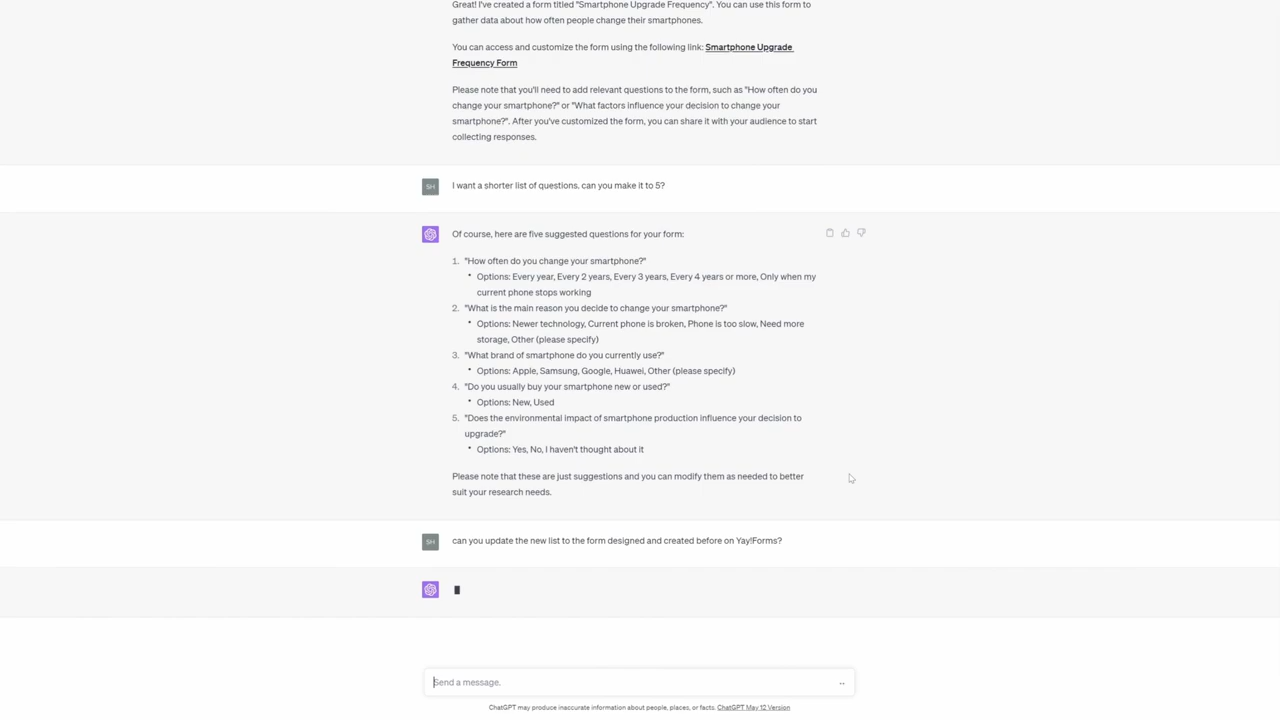 Great! I've created a form titled "Smartphone Upgrade Frequency". You can use this form to
gather data about how often people change their smartphones.
You can access and customize the form using the following link: Smartphone Upgrade
Frequency Form
Please note that you'll need to add relevant questions to the form, such as "How often do you
change your smartphone?" or "What factors influence your decision to change your
smartphone?". After you've customized the form, you can share it with your audience to start
collecting responses.
SH I want a shorter list of questions. can you make it to 5?
Of course, here are five suggested questions for your form:
1. "How often do you change your smartphone?"
• Options: Every year, Every 2 years, Every 3 years, Every 4 years or more, Only when my
current phone stops working
2. "What is the main reason you decide to change your smartphone?"
• Options: Newer technology, Current phone is broken, Phone is too slow, Need more
storage, Other (please specify)
3. "What brand of smartphone do you currently use?"
• Options: Apple, Samsung, Google, Huawei, Other (please specify)
4. "Do you usually buy your smartphone new or used?"
• Options: New, Used
5. "Does the environmental impact of smartphone production influence your decision to
upgrade?"
• Options: Yes, No, I haven't thought about it
Please note that these are just suggestions and you can modify them as needed to better
suit your research needs.
SH can you update the new list to the form designed and created before on Yay!Forms?
Send a message.
ChatGPT may produce inaccurate information about people, places, or facts. ChatGPT May 12 Version